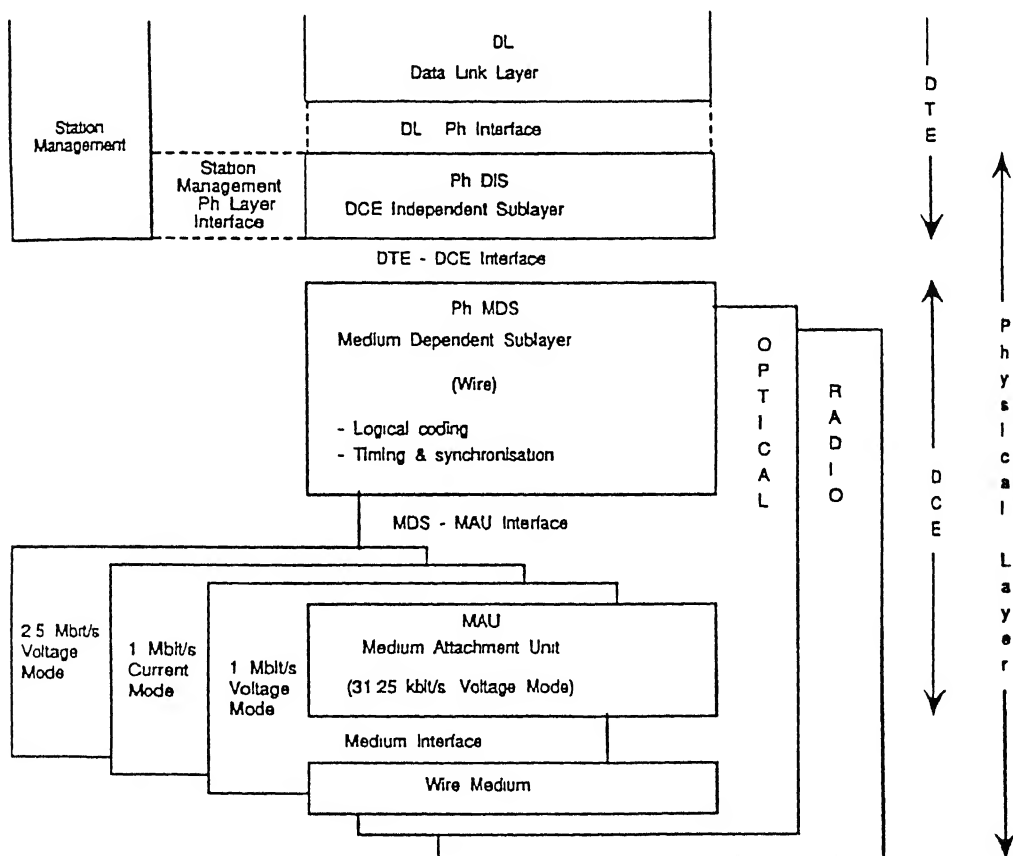 DL
Data Link Layer
DL Ph Interface
Station
Management
Station
Management
Ph Layer
Interface
Ph DIS
DCE Independent Sublayer
DTE - DCE Interface
Ph MDS
Medium Dependent Sublayer
(Wire)
- Logical coding
- Timing & synchronisation
MDS - MAU Interface
2 5 Mbit/s
Voltage
Mode
1 Mbit/s
Current
Mode
1 Mbit/s
Voltage
Mode
MAU
Medium Attachment Unit
(31 25 kbit/s Voltage Mode)
Medium Interface
Wire Medium
OPTICAL
RADIO
DTE
DCE
Physical Layer